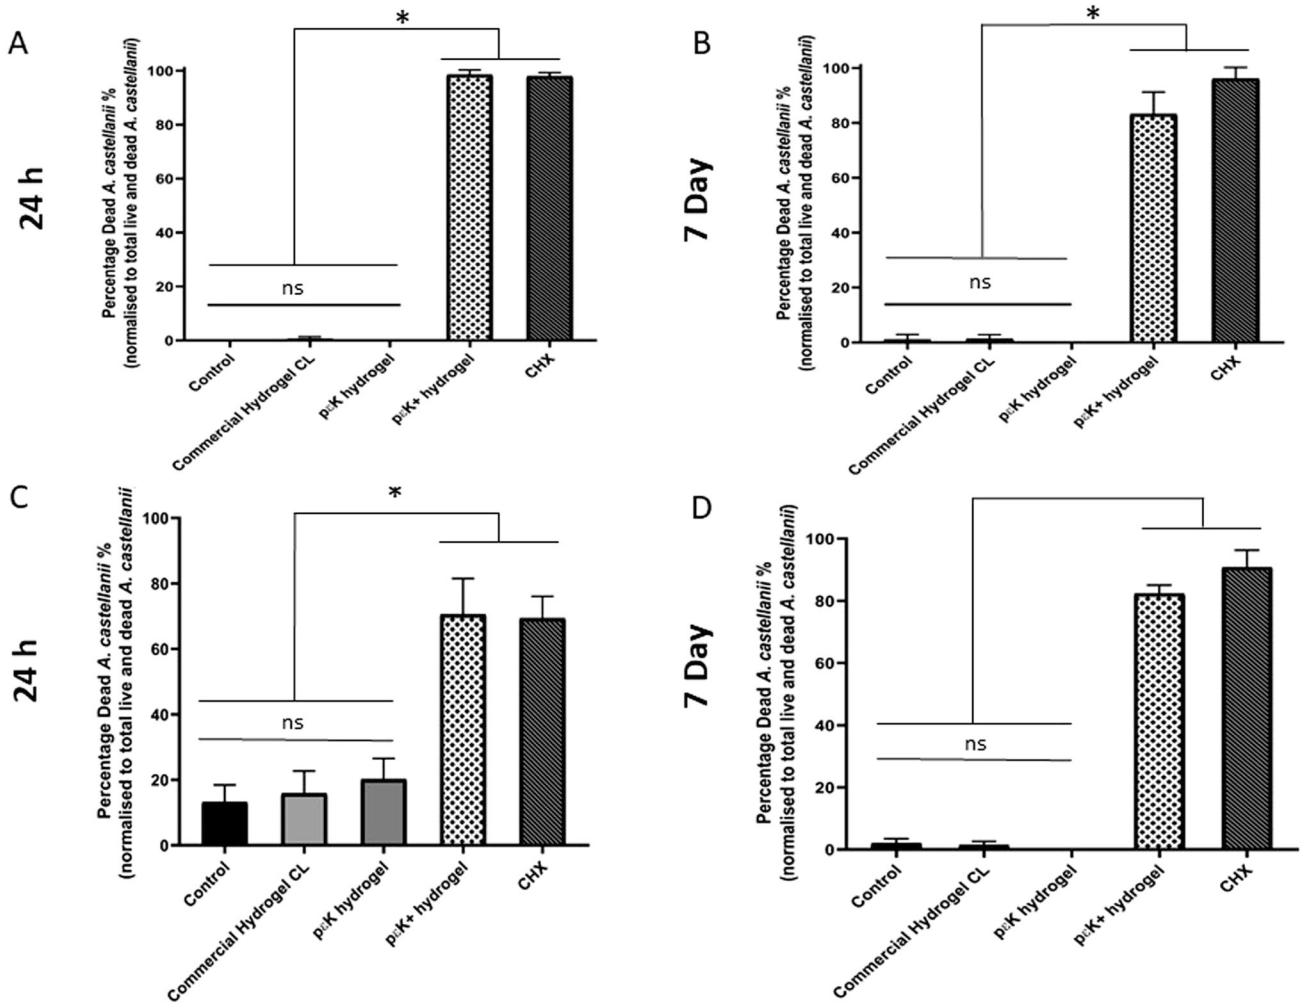 A
24 h
Percentage Dead A. castellanii %
(normalised to total live and dead A. castellanii)
100
80
60
40
20
0
*
ns
Control
Commercial Hydrogel CL
pεK hydrogel
pεK+ hydrogel
CHX
B
7 Day
Percentage Dead A. castellanii %
(normalised to total live and dead A. castellanii)
100
80
60
40
20
0
*
ns
Control
Commercial Hydrogel CL
pεK hydrogel
pεK+ hydrogel
CHX
C
24 h
Percentage Dead A. castellanii %
(normalised to total live and dead A. castellanii
100
80
60
40
20
0
*
ns
Control
Commercial Hydrogel CL
pεK hydrogel
pεK+ hydrogel
CHX
D
7 Day
Percentage Dead A. castellanii %
(normalised to total live and dead A. castellanii)
100
80
60
40
20
0
ns
Control
Commercial Hydrogel CL
pεK hydrogel
pεK+ hydrogel
CHX